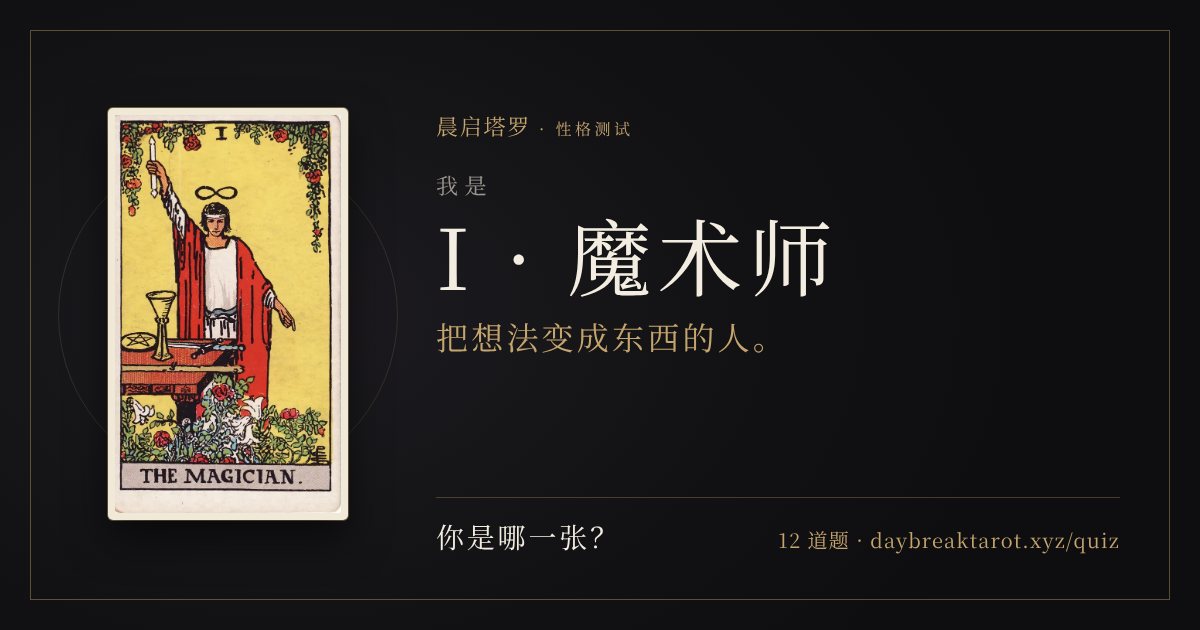 I
THE MAGICIAN.
晨启塔罗 · 性格测试
我是
I · 魔术师
把想法变成东西的人。
你是哪一张?
12 道题 · daybreaktarot.xyz/quiz